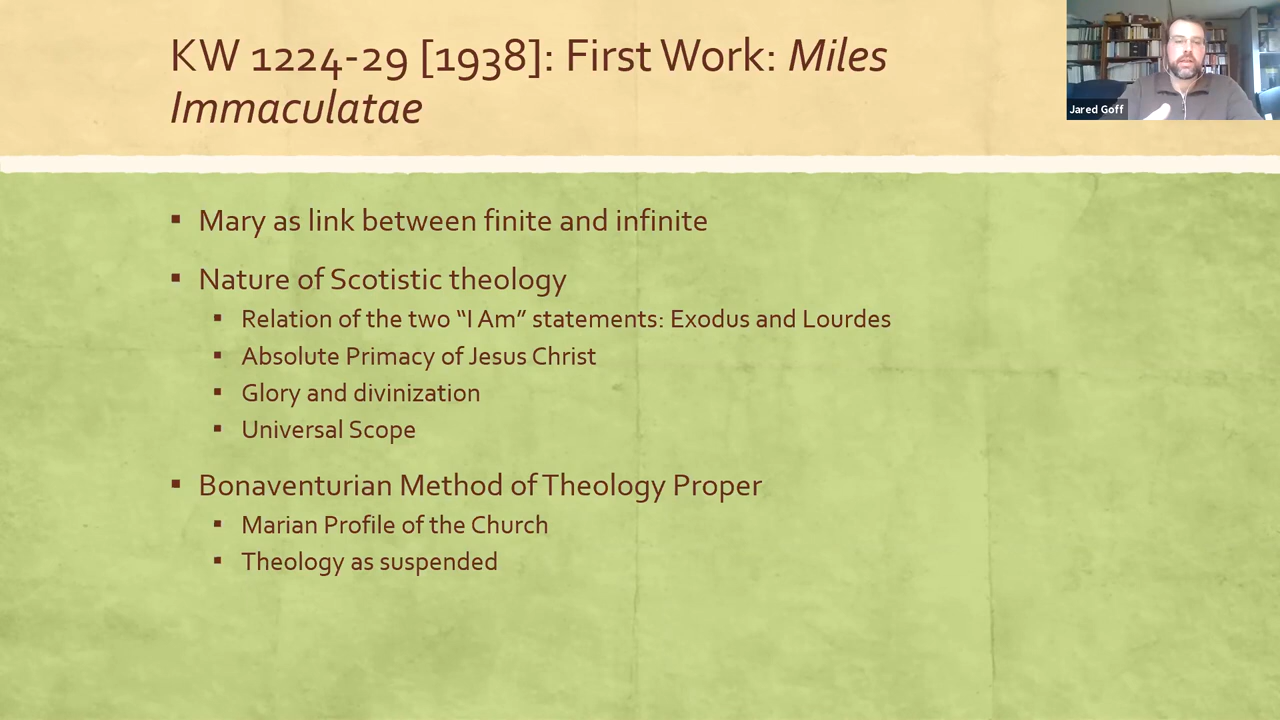 KW 1224-29 [1938]: First Work: Miles
Immaculatae
Jared Goff
▪ Mary as link between finite and infinite
▪ Nature of Scotistic theology
▪ Relation of the two “I Am” statements: Exodus and Lourdes
▪ Absolute Primacy of Jesus Christ
▪ Glory and divinization
▪ Universal Scope
▪ Bonaventurian Method of Theology Proper
▪ Marian Profile of the Church
▪ Theology as suspended